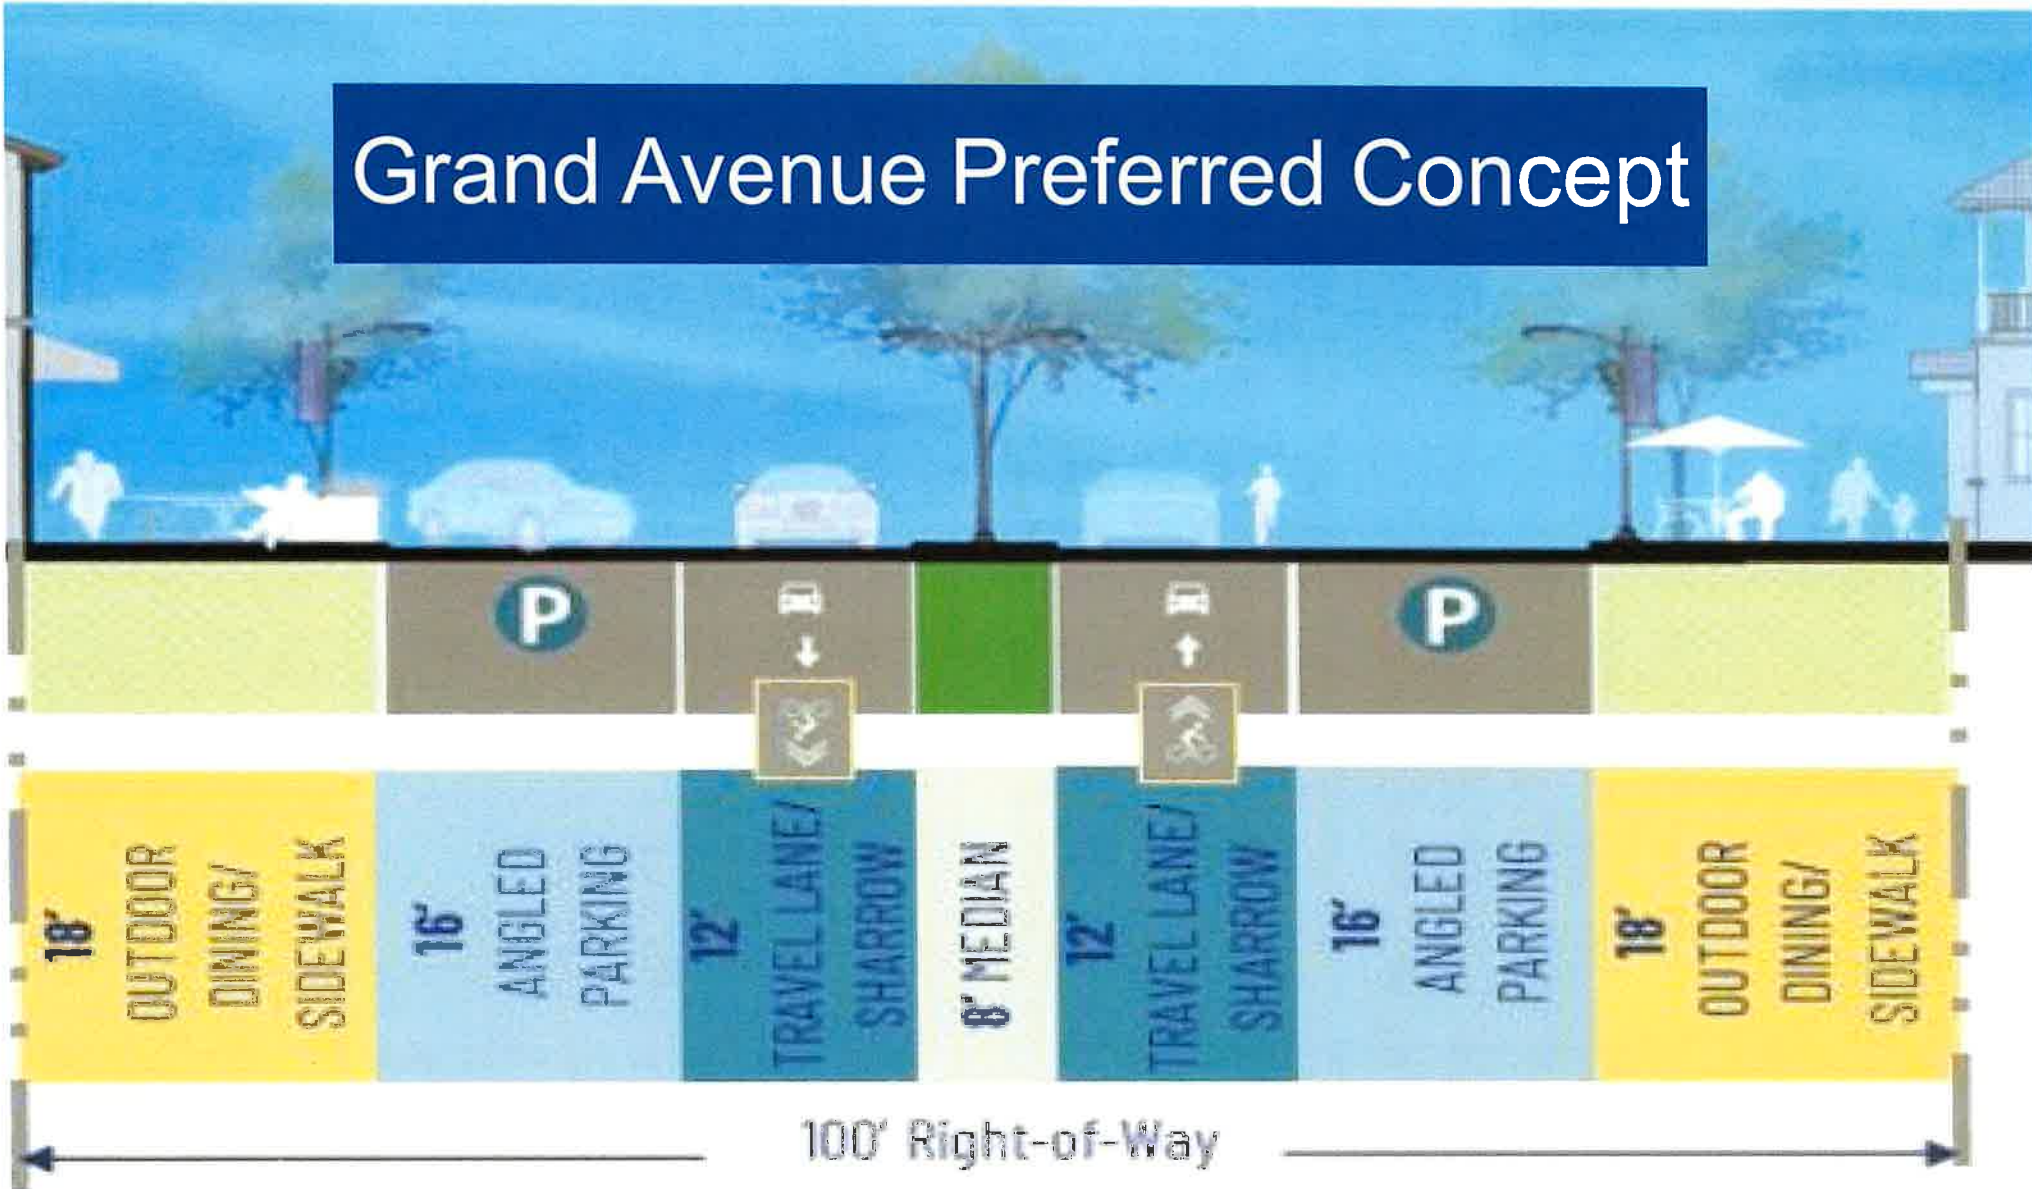 Grand Avenue Preferred Concept
P
P
18'
OUTDOOR
DINING/
SIDEWALK
16'
ANGLED
PARKING
12'
TRAVEL LANE/
SHARROW
8' MEDIAN
12'
TRAVEL LANE/
SHARROW
16'
ANGLED
PARKING
18'
OUTDOOR
DINING/
SIDEWALK
100' Right-of-Way